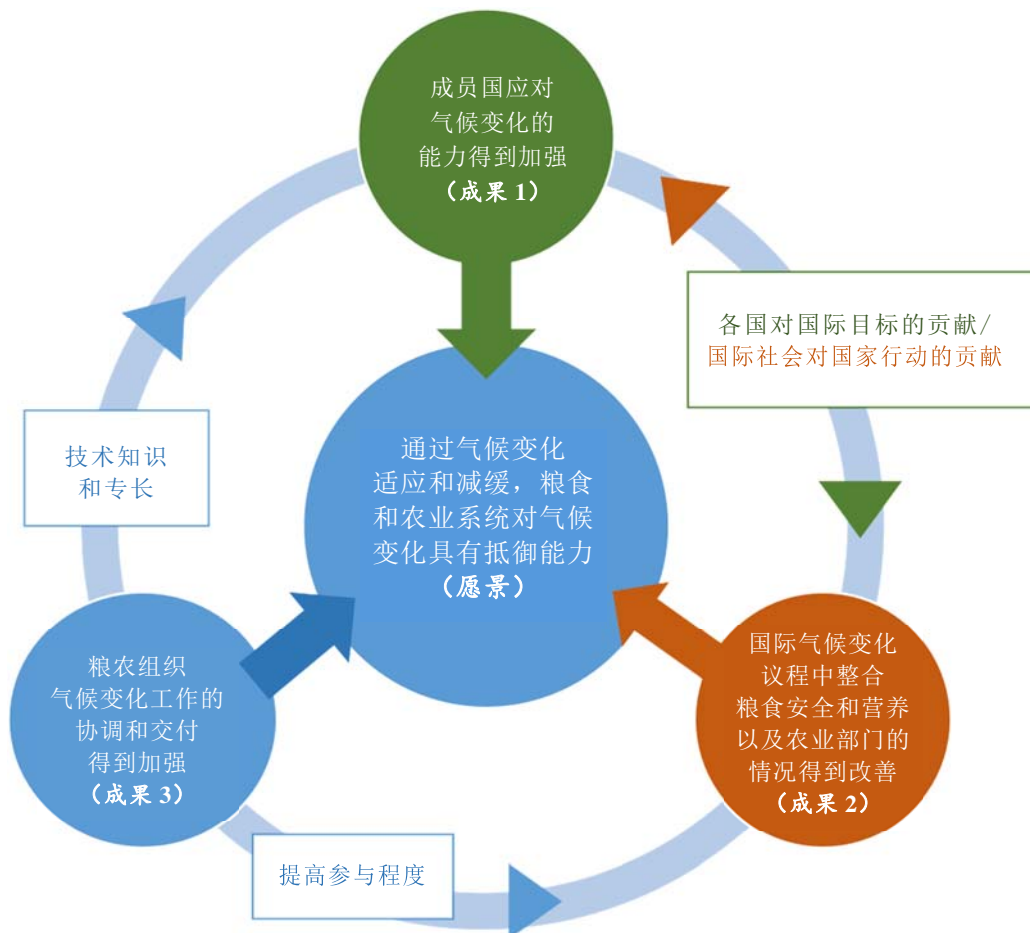 成员国应对
气候变化的
能力得到加强
（成果 1）
各国对国际目标的贡献/
国际社会对国家行动的贡献
技术知识
和专长
通过气候变化
适应和减缓，粮食
和农业系统对气候
变化具有抵御能力
（愿景）
粮农组织
气候变化工作的
协调和交付
得到加强
（成果 3）
国际气候变化
议程中整合
粮食安全和营养
以及农业部门的
情况得到改善
（成果 2）
提高参与程度